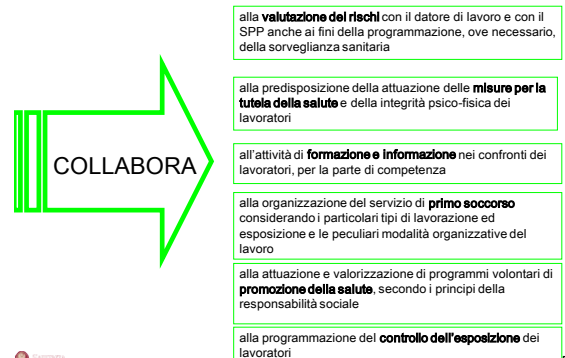 alla valutazione dei rischi con il datore di lavoro e con il
SPP anche ai fini della programmazione, ove necessario,
della sorveglianza sanitaria
alla predisposizione della attuazione delle misure per la
tutela della salute e della integrità psico-fisica dei
lavoratori
COLLABORA
all'attività di formazione e informazione nei confronti dei
lavoratori, per la parte di competenza
alla organizzazione del servizio di primo soccorso
considerando i particolari tipi di lavorazione ed
esposizione e le peculiari modalità organizzative del
lavoro
alla attuazione e valorizzazione di programmi volontari di
promozione della salute, secondo i principi della
responsabilità sociale
alla programmazione del controllo dell'esposizione dei
lavoratori